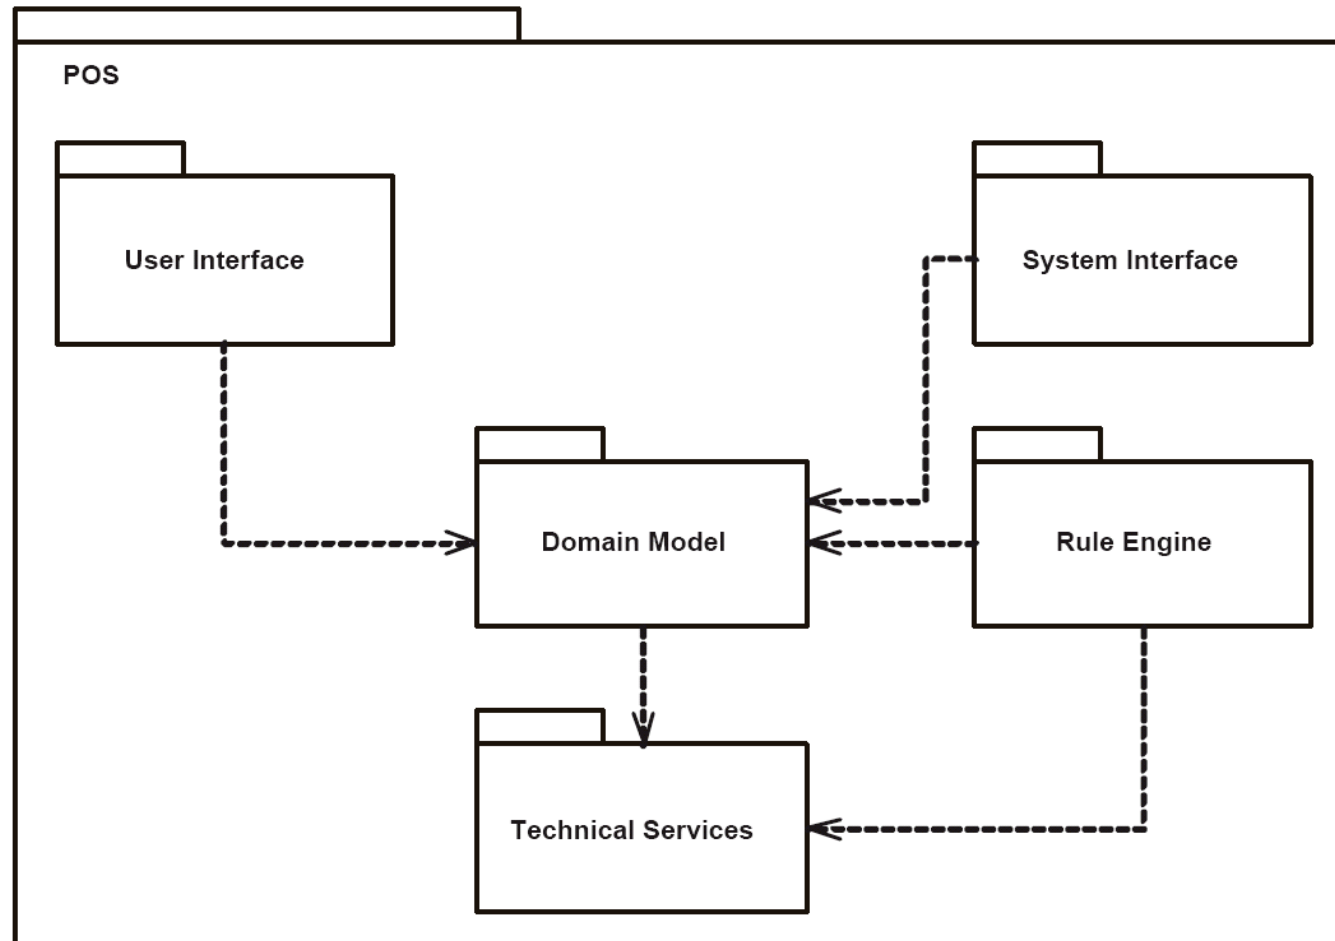 POS
User Interface
System Interface
Domain Model
Rule Engine
Technical Services